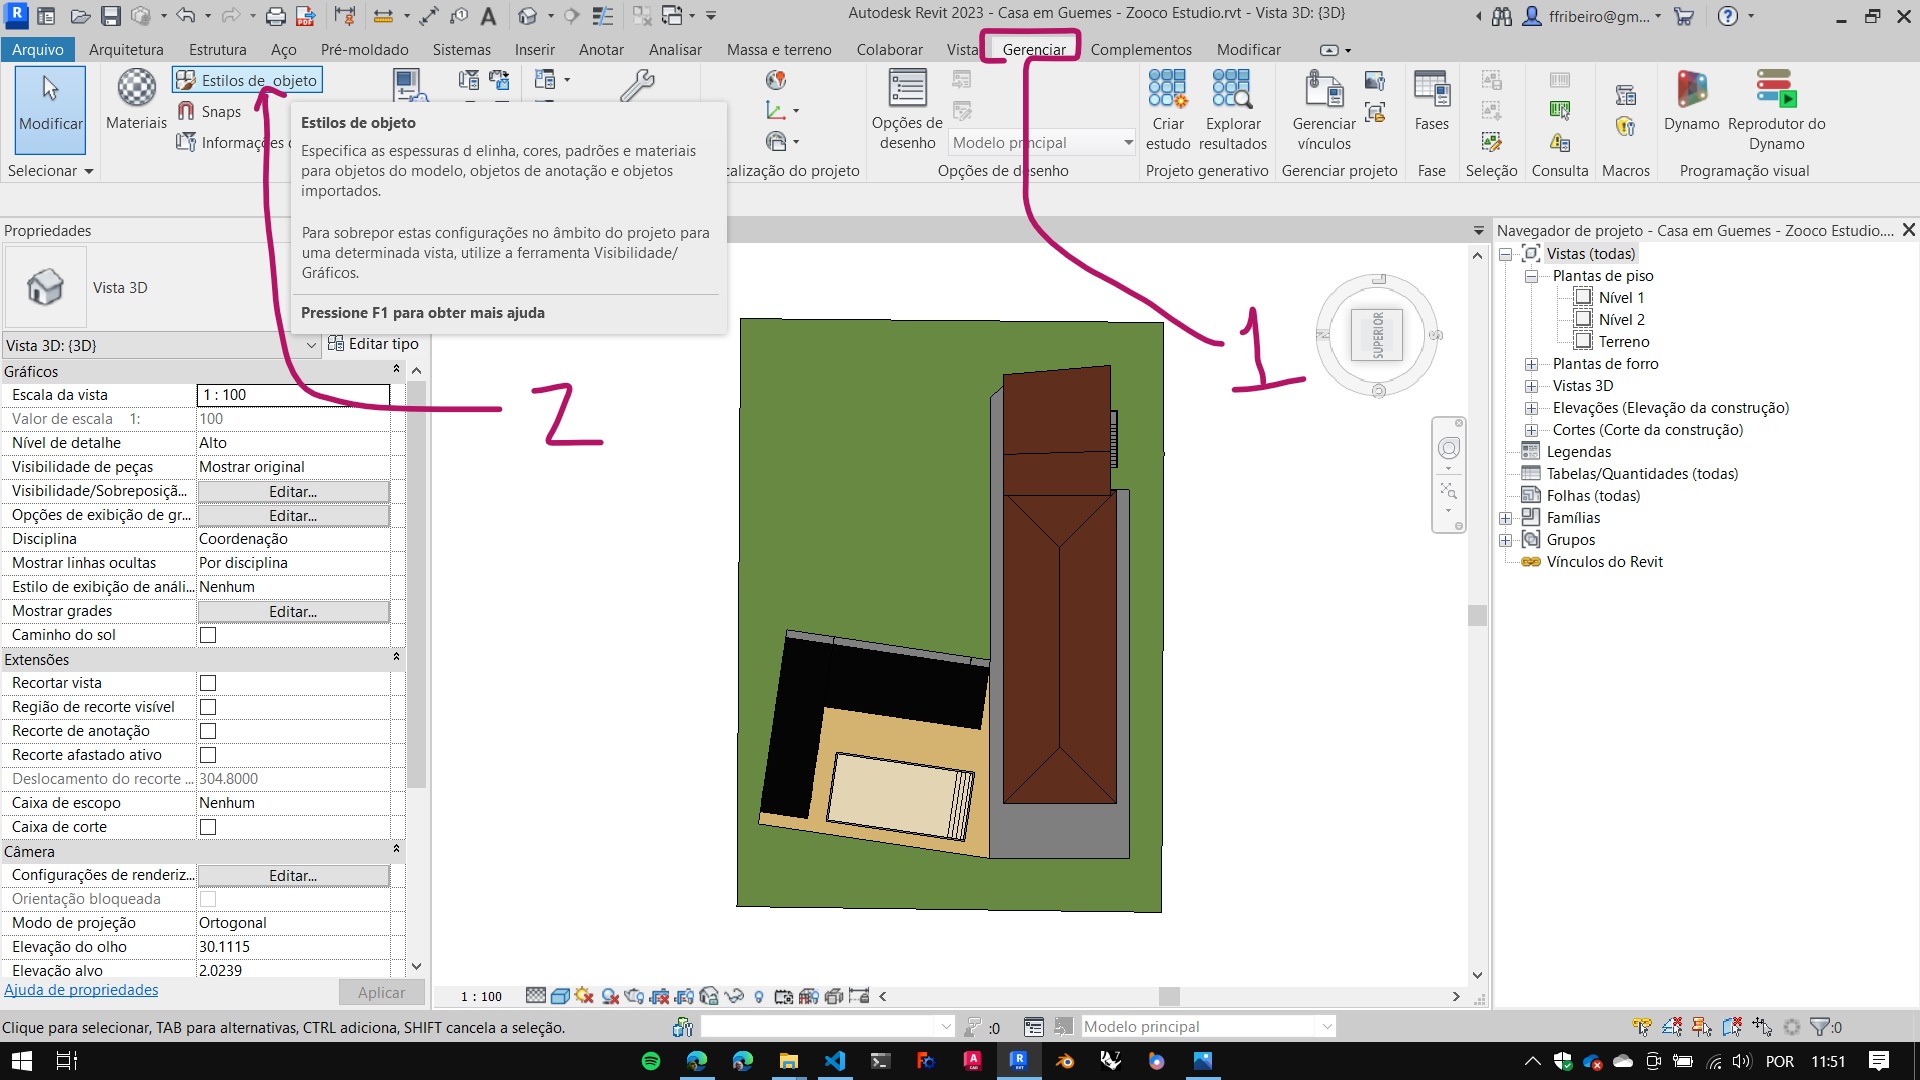 Autodesk Revit 2023 - Casa em Guemes - Zooco Estudio.rvt - Vista 3D: {3D}
ffribeiro@gm...
Arquivo
Arquitetura
Estrutura
Aço
Pré-moldado
Sistemas
Inserir
Anotar
Analisar
Massa e terreno
Colaborar
Vista
Gerenciar
Complementos
Modificar
Modificar
Materiais
Estilos de objeto
Snaps
Informações
Opções de
desenho
Modelo principal
Criar
estudo
Explorar
resultados
Gerenciar
vínculos
Fases
Dynamo
Reprodutor do
Dynamo
Selecionar
calização do projeto
Opções de desenho
Projeto generativo
Gerenciar projeto
Fase
Seleção
Consulta
Macros
Programação visual
Estilos de objeto
Especifica as espessuras d elinha, cores, padrões e materiais
para objetos do modelo, objetos de anotação e objetos
importados.
Para sobrepor estas configurações no âmbito do projeto para
uma determinada vista, utilize a ferramenta Visibilidade/
Gráficos.
Pressione F1 para obter mais ajuda
1
2
Propriedades
Vista 3D
Vista 3D: {3D}
Editar tipo
Gráficos
Escala da vista 1 : 100
Valor de escala 1: 100
Nível de detalhe Alto
Visibilidade de peças Mostrar original
Visibilidade/Sobreposiçã... Editar...
Opções de exibição de gr... Editar...
Disciplina Coordenação
Mostrar linhas ocultas Por disciplina
Estilo de exibição de análi... Nenhum
Mostrar grades Editar...
Caminho do sol
Extensões
Recortar vista
Região de recorte visível
Recorte de anotação
Recorte afastado ativo
Deslocamento do recorte ... 304.8000
Caixa de escopo Nenhum
Caixa de corte
Câmera
Configurações de renderiz... Editar...
Orientação bloqueada
Modo de projeção Ortogonal
Elevação do olho 30.1115
Elevação alvo 2.0239
Ajuda de propriedades
Aplicar
SUPERIOR
Navegador de projeto - Casa em Guemes - Zooco Estudio....
Vistas (todas)
Plantas de piso
Nível 1
Nível 2
Terreno
Plantas de forro
Vistas 3D
Elevações (Elevação da construção)
Cortes (Corte da construção)
Legendas
Tabelas/Quantidades (todas)
Folhas (todas)
Famílias
Grupos
Vínculos do Revit
1 : 100
Clique para selecionar, TAB para alternativas, CTRL adiciona, SHIFT cancela a seleção.
:0
Modelo principal
:0
POR
11:51